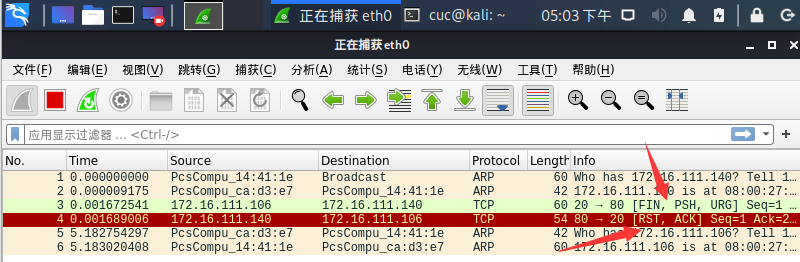 正在捕获 eth0 cuc@kali: ~ 05:03 下午
正在捕获 eth0
文件(F) 编辑(E) 视图(V) 跳转(G) 捕获(C) 分析(A) 统计(S) 电话(Y) 无线(W) 工具(T) 帮助(H)
应用显示过滤器 … <Ctrl-/>
No. Time Source Destination Protocol Length Info
1 0.000000000 PcsCompu_14:41:1e Broadcast ARP 60 Who has 172.16.111.140? Tell 1…
2 0.000009175 PcsCompu_ca:d3:e7 PcsCompu_14:41:1e ARP 42 172.16.111.140 is at 08:00:27:…
3 0.001672541 172.16.111.106 172.16.111.140 TCP 60 20 → 80 [FIN, PSH, URG] Seq=1 …
4 0.001689006 172.16.111.140 172.16.111.106 TCP 54 80 → 20 [RST, ACK] Seq=1 Ack=2…
5 5.182754297 PcsCompu_ca:d3:e7 PcsCompu_14:41:1e ARP 42 Who has 172.16.111.106? Tell 1…
6 5.183020408 PcsCompu_14:41:1e PcsCompu_ca:d3:e7 ARP 60 172.16.111.106 is at 08:00:27:…